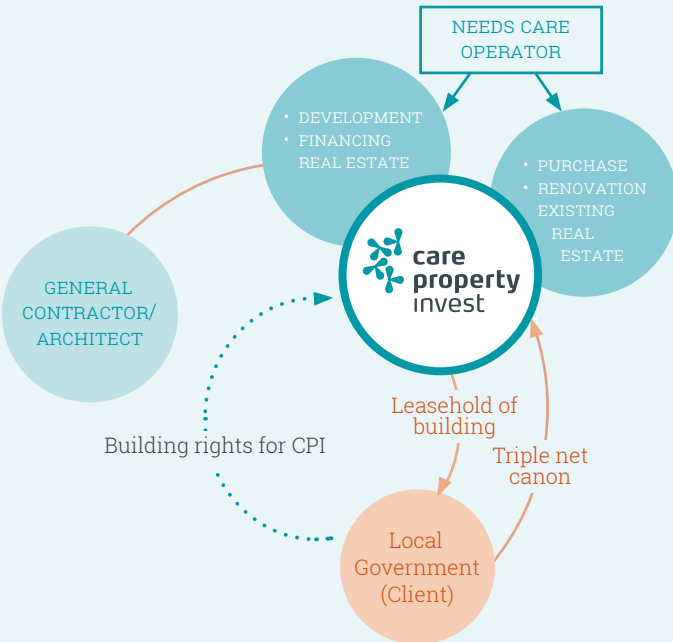 NEEDS CARE
OPERATOR
• DEVELOPMENT
• FINANCING
REAL ESTATE
• PURCHASE
• RENOVATION
EXISTING
REAL
ESTATE
care
property
invest
GENERAL
CONTRACTOR/
ARCHITECT
Leasehold of
building
Building rights for CPI
Triple net
canon
Local
Government
(Client)